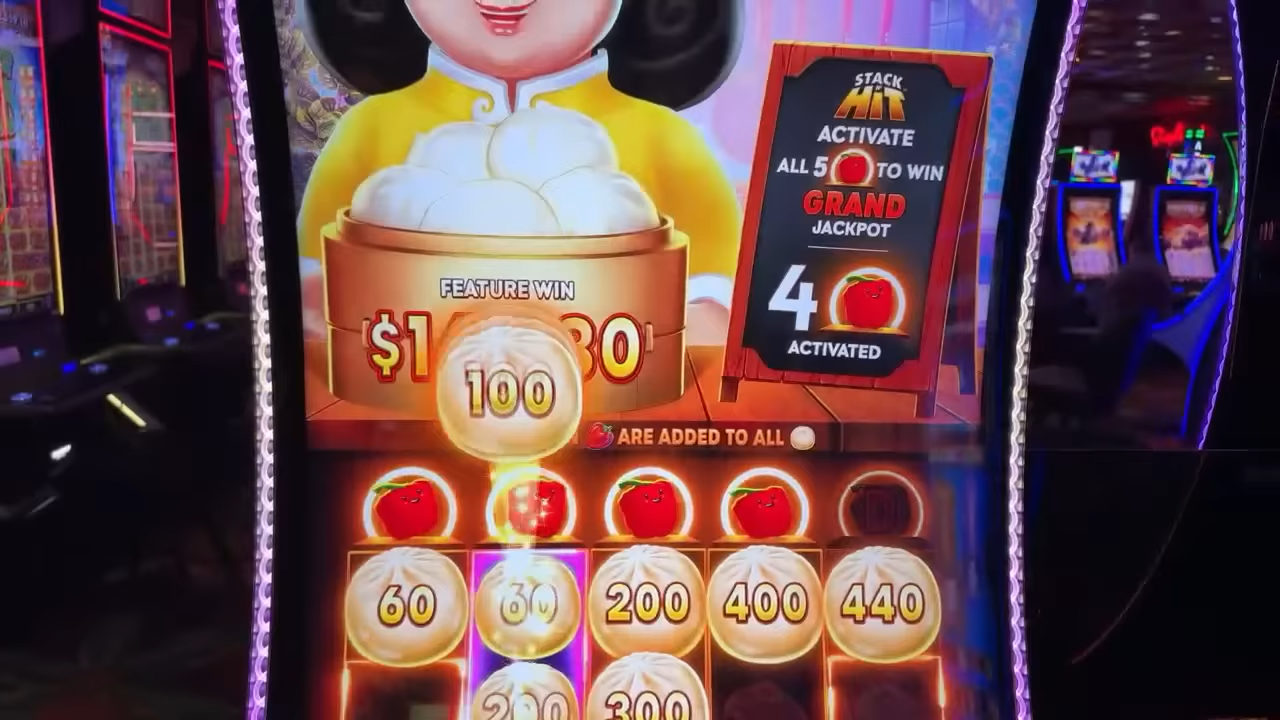 STACK
N'
HIT
ACTIVATE
ALL 5 TO WIN
GRAND
JACKPOT
4
ACTIVATED
FEATURE WIN
100
ARE ADDED TO ALL
60 60 200 400 440
200 300